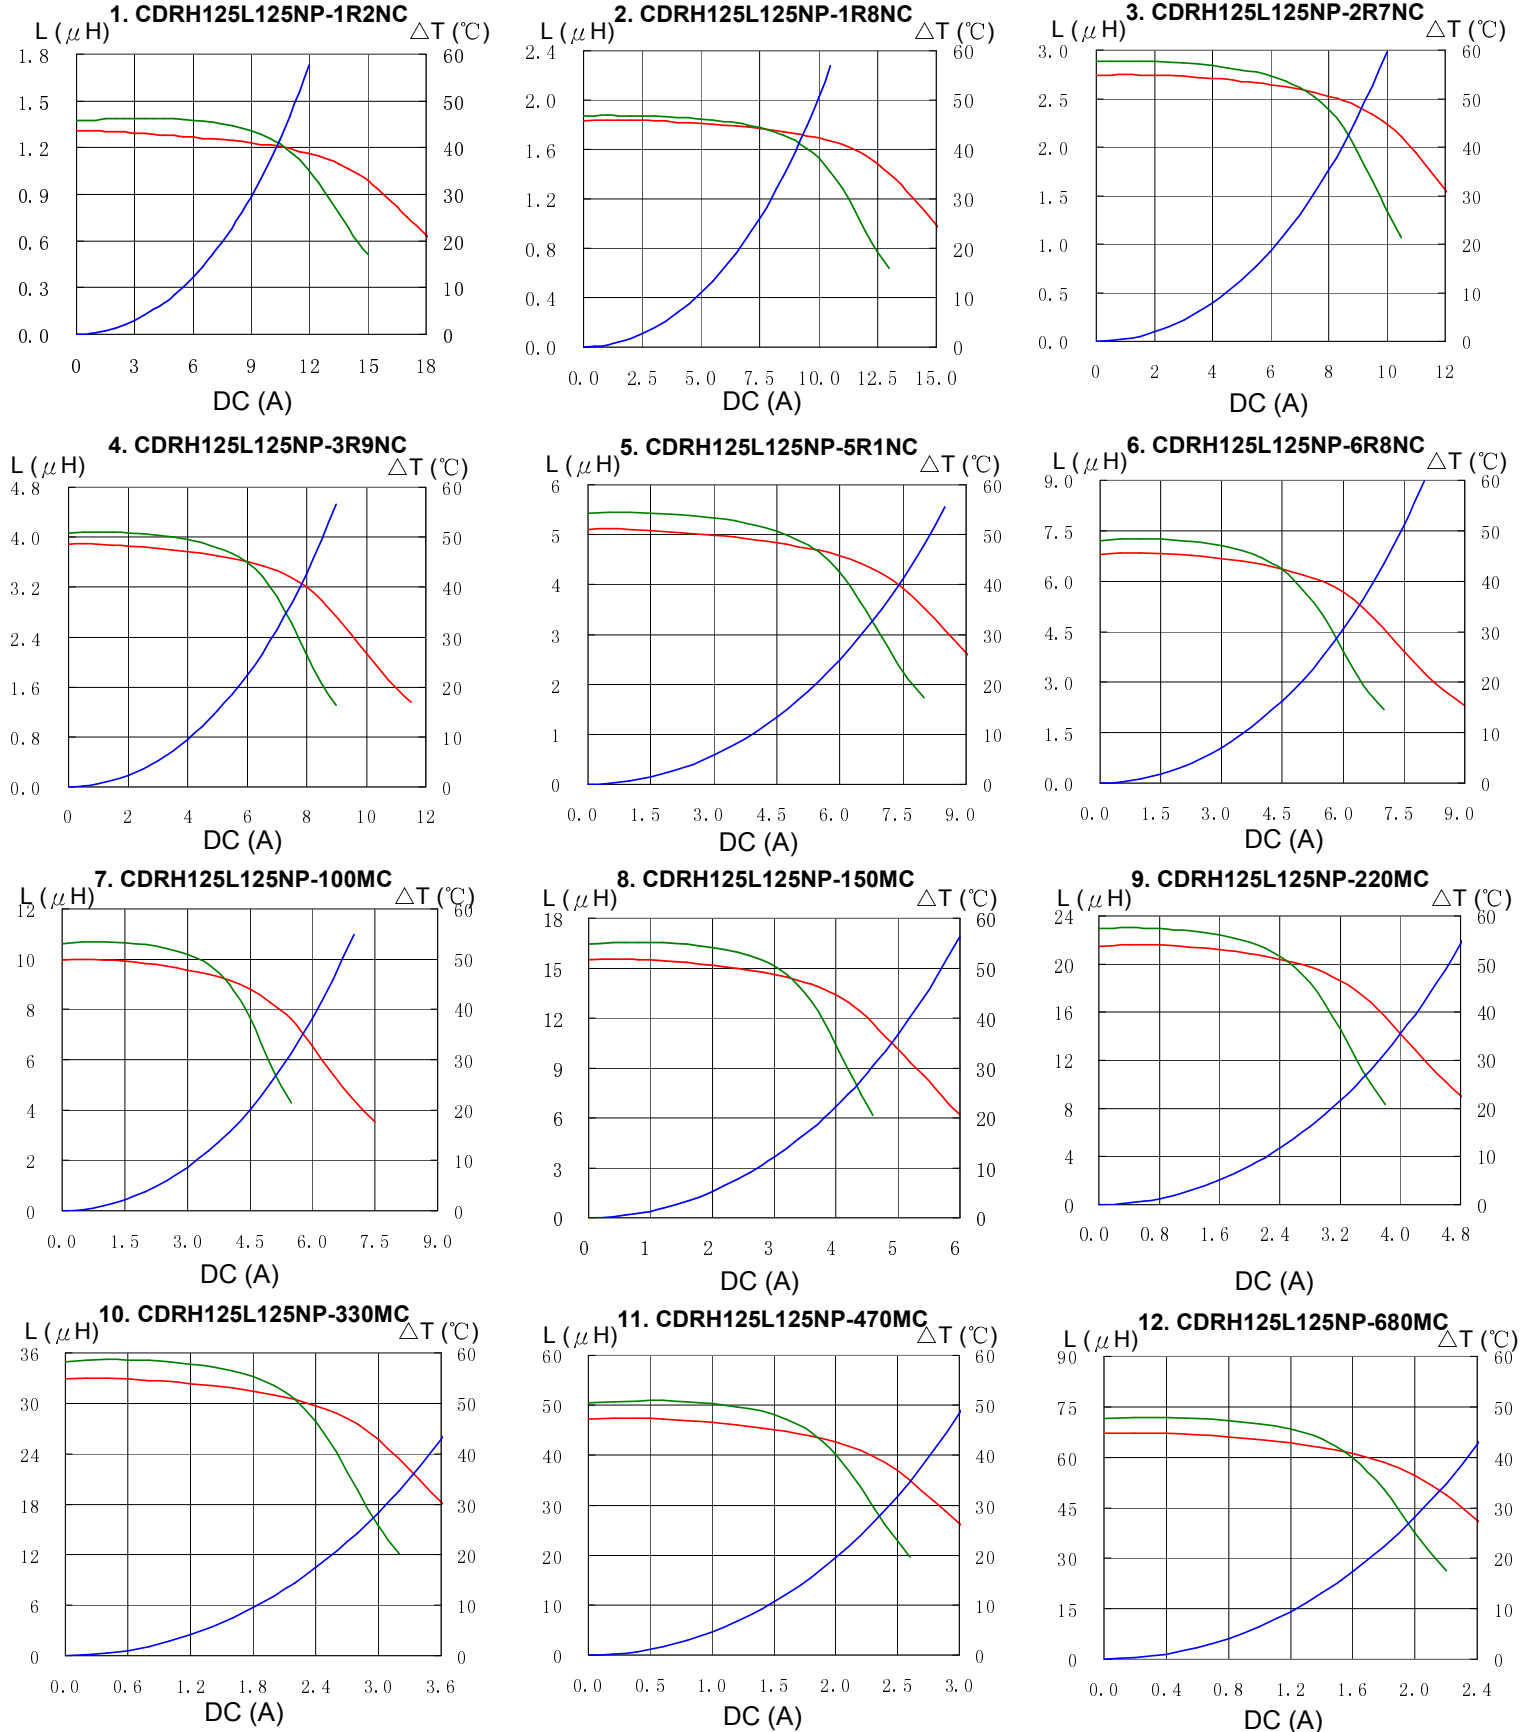 1. CDRH125L125NP-1R2NC
L (μH) △T (℃)
1.8 60
1.5 50
1.2 40
0.9 30
0.6 20
0.3 10
0.0 0
0 3 6 9 12 15 18
DC (A)
2. CDRH125L125NP-1R8NC
L (μH) △T (℃)
2.4 60
2.0 50
1.6 40
1.2 30
0.8 20
0.4 10
0.0 0
0.0 2.5 5.0 7.5 10.0 12.5 15.0
DC (A)
3. CDRH125L125NP-2R7NC
L (μH) △T (℃)
3.0 60
2.5 50
2.0 40
1.5 30
1.0 20
0.5 10
0.0 0
0 2 4 6 8 10 12
DC (A)
4. CDRH125L125NP-3R9NC
L (μH) △T (℃)
4.8 60
4.0 50
3.2 40
2.4 30
1.6 20
0.8 10
0.0 0
0 2 4 6 8 10 12
DC (A)
5. CDRH125L125NP-5R1NC
L (μH) △T (℃)
6 60
5 50
4 40
3 30
2 20
1 10
0 0
0.0 1.5 3.0 4.5 6.0 7.5 9.0
DC (A)
6. CDRH125L125NP-6R8NC
L (μH) △T (℃)
9.0 60
7.5 50
6.0 40
4.5 30
3.0 20
1.5 10
0.0 0
0.0 1.5 3.0 4.5 6.0 7.5 9.0
DC (A)
7. CDRH125L125NP-100MC
L (μH) △T (℃)
12 60
10 50
8 40
6 30
4 20
2 10
0 0
0.0 1.5 3.0 4.5 6.0 7.5 9.0
DC (A)
8. CDRH125L125NP-150MC
L (μH) △T (℃)
18 60
15 50
12 40
9 30
6 20
3 10
0 0
0 1 2 3 4 5 6
DC (A)
9. CDRH125L125NP-220MC
L (μH) △T (℃)
24 60
20 50
16 40
12 30
8 20
4 10
0 0
0.0 0.8 1.6 2.4 3.2 4.0 4.8
DC (A)
10. CDRH125L125NP-330MC
L (μH) △T (℃)
36 60
30 50
24 40
18 30
12 20
6 10
0 0
0.0 0.6 1.2 1.8 2.4 3.0 3.6
DC (A)
11. CDRH125L125NP-470MC
L (μH) △T (℃)
60 60
50 50
40 40
30 30
20 20
10 10
0 0
0.0 0.5 1.0 1.5 2.0 2.5 3.0
DC (A)
12. CDRH125L125NP-680MC
L (μH) △T (℃)
90 60
75 50
60 40
45 30
30 20
15 10
0 0
0.0 0.4 0.8 1.2 1.6 2.0 2.4
DC (A)